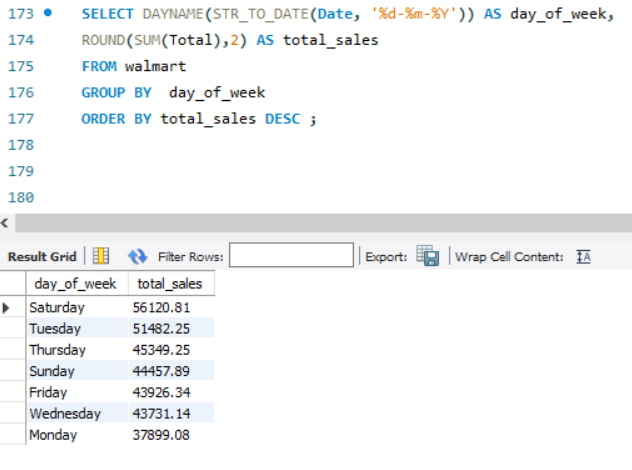 173 SELECT DAYNAME(STR_TO_DATE(Date, '%d-%m-%Y')) AS day_of_week,
174 ROUND(SUM(Total),2) AS total_sales
175 FROM walmart
176 GROUP BY  day_of_week
177 ORDER BY total_sales DESC ;
178
179
180
Result Grid Filter Rows: Export: Wrap Cell Content: IA
day_of_week total_sales
Saturday 56120.81
Tuesday 51482.25
Thursday 45349.25
Sunday 44457.89
Friday 43926.34
Wednesday 43731.14
Monday 37899.08